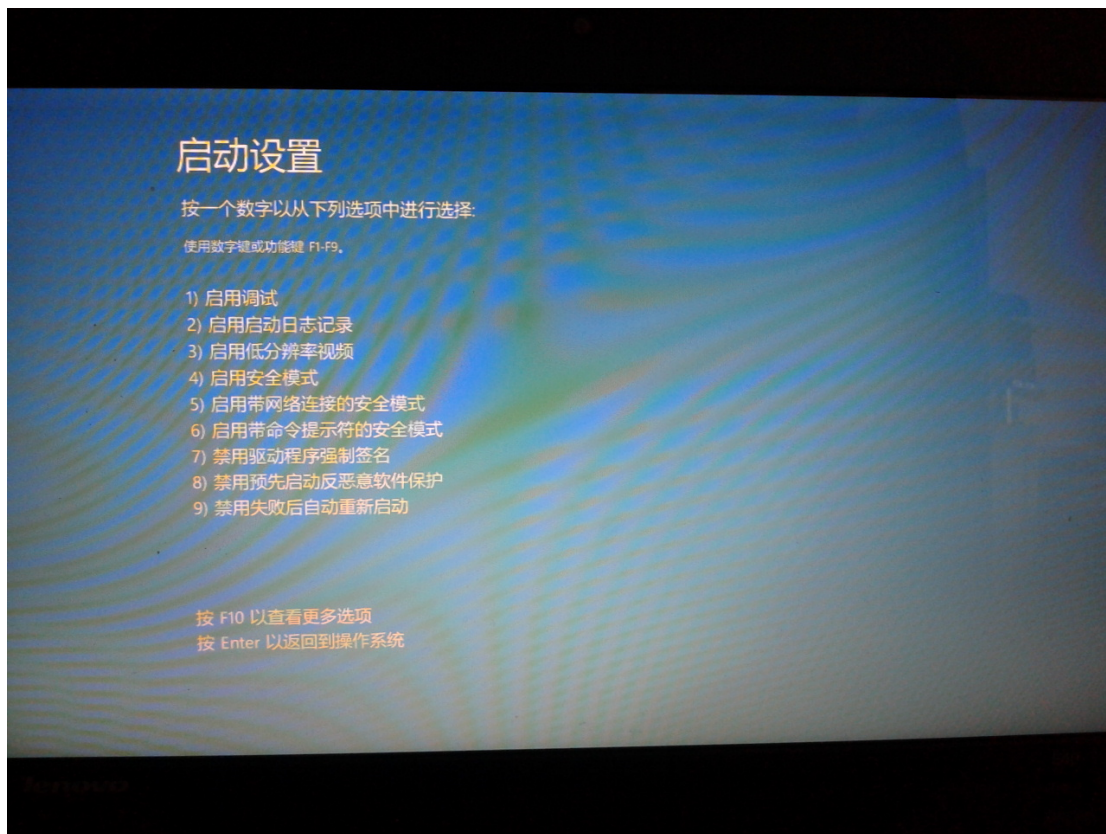 启动设置
按一个数字以从下列选项中进行选择:
使用数字键或功能键 F1-F9。
1) 启用调试
2) 启用启动日志记录
3) 启用低分辨率视频
4) 启用安全模式
5) 启用带网络连接的安全模式
6) 启用带命令提示符的安全模式
7) 禁用驱动程序强制签名
8) 禁用预先启动反恶意软件保护
9) 禁用失败后自动重新启动
按 F10 以查看更多选项
按 Enter 以返回到操作系统
lenovo